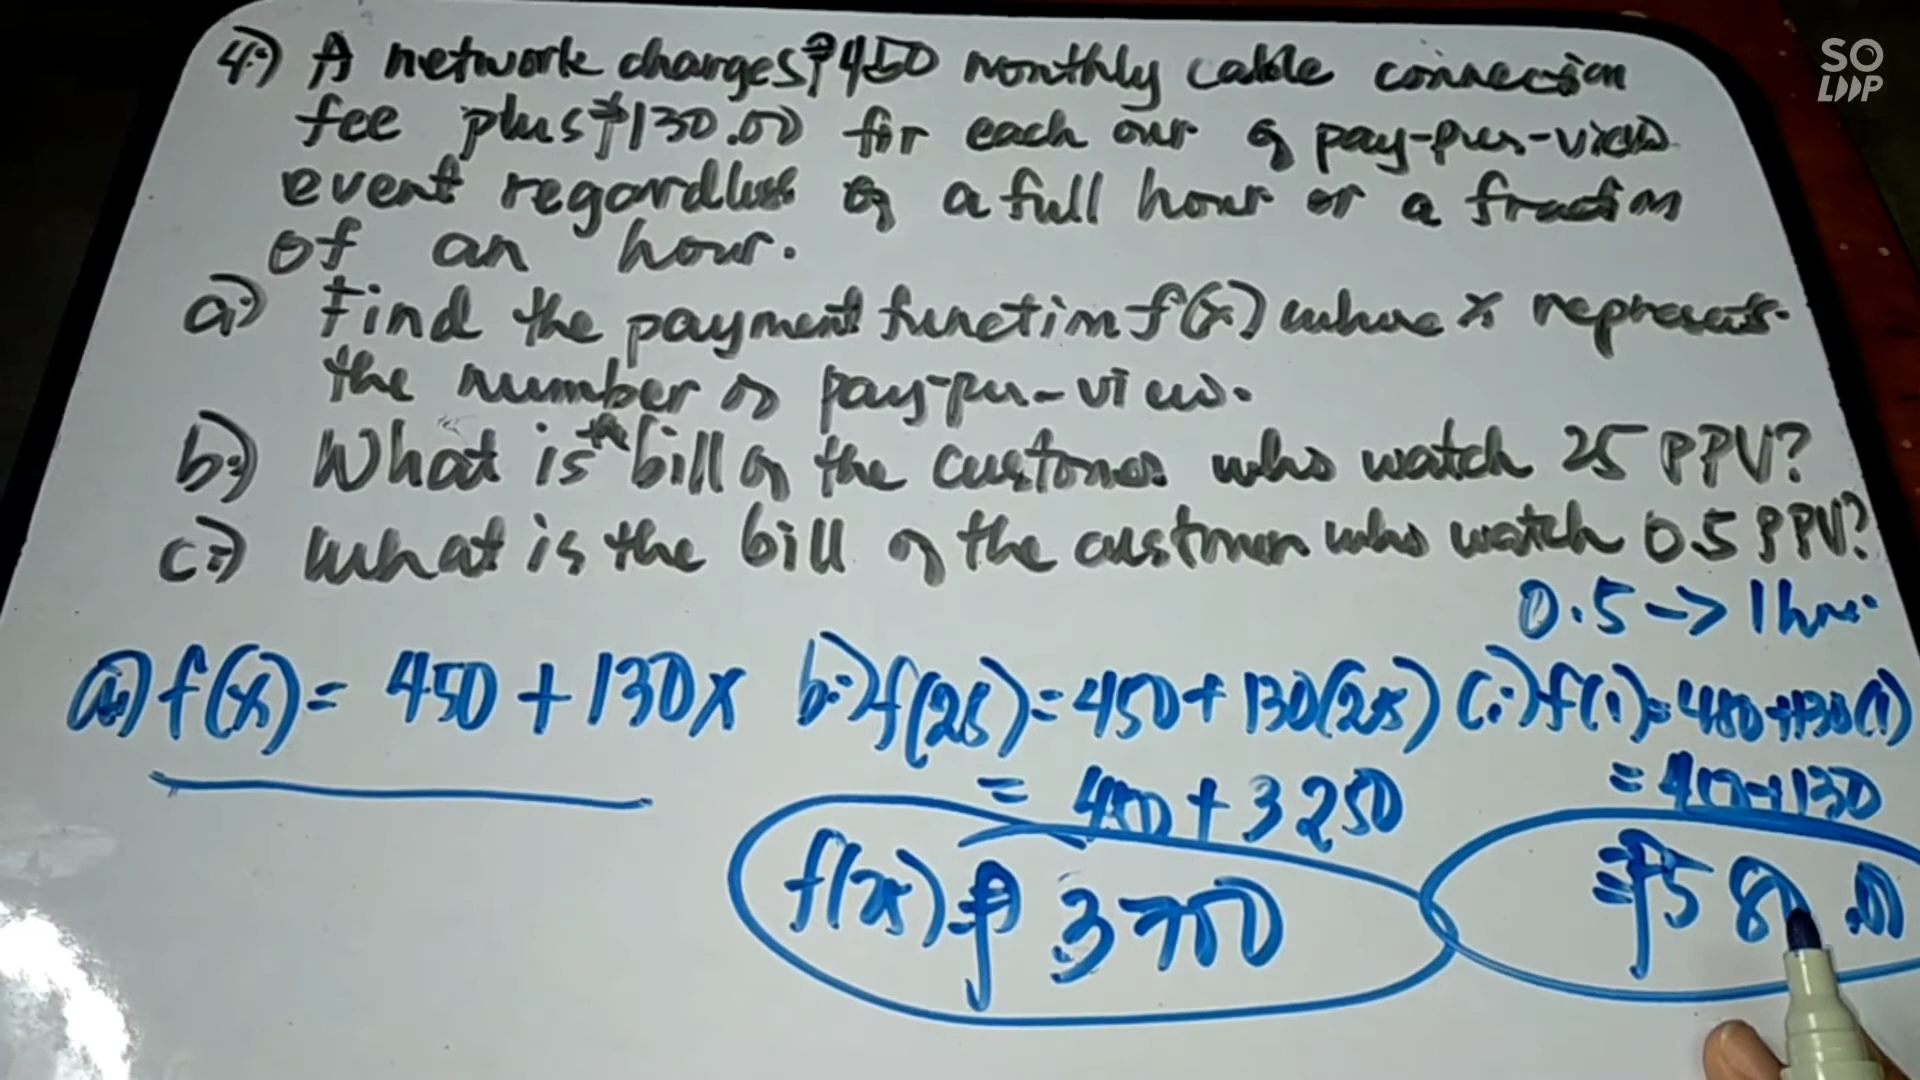 4.) A network charges ₱450 monthly cable connection
fee plus ₱130.00 for each our of pay-per-view
event regardless of a full hour or a fraction
of an hour.
a.) Find the payment function f(x) where x represents
the number of pay-per-view.
b.) What is the bill of the customer who watch 25 PPV?
c.) What is the bill of the customer who watch 0.5 PPV?
0.5 -> 1 hr.
a.) f(x) = 450 + 130x b.) f(25) = 450 + 130(25) c.) f(1) = 450 + 130(1)
= 450 + 3250 = 450 + 130
f(25) = ₱ 3700 = ₱580.00
SO
LOOP